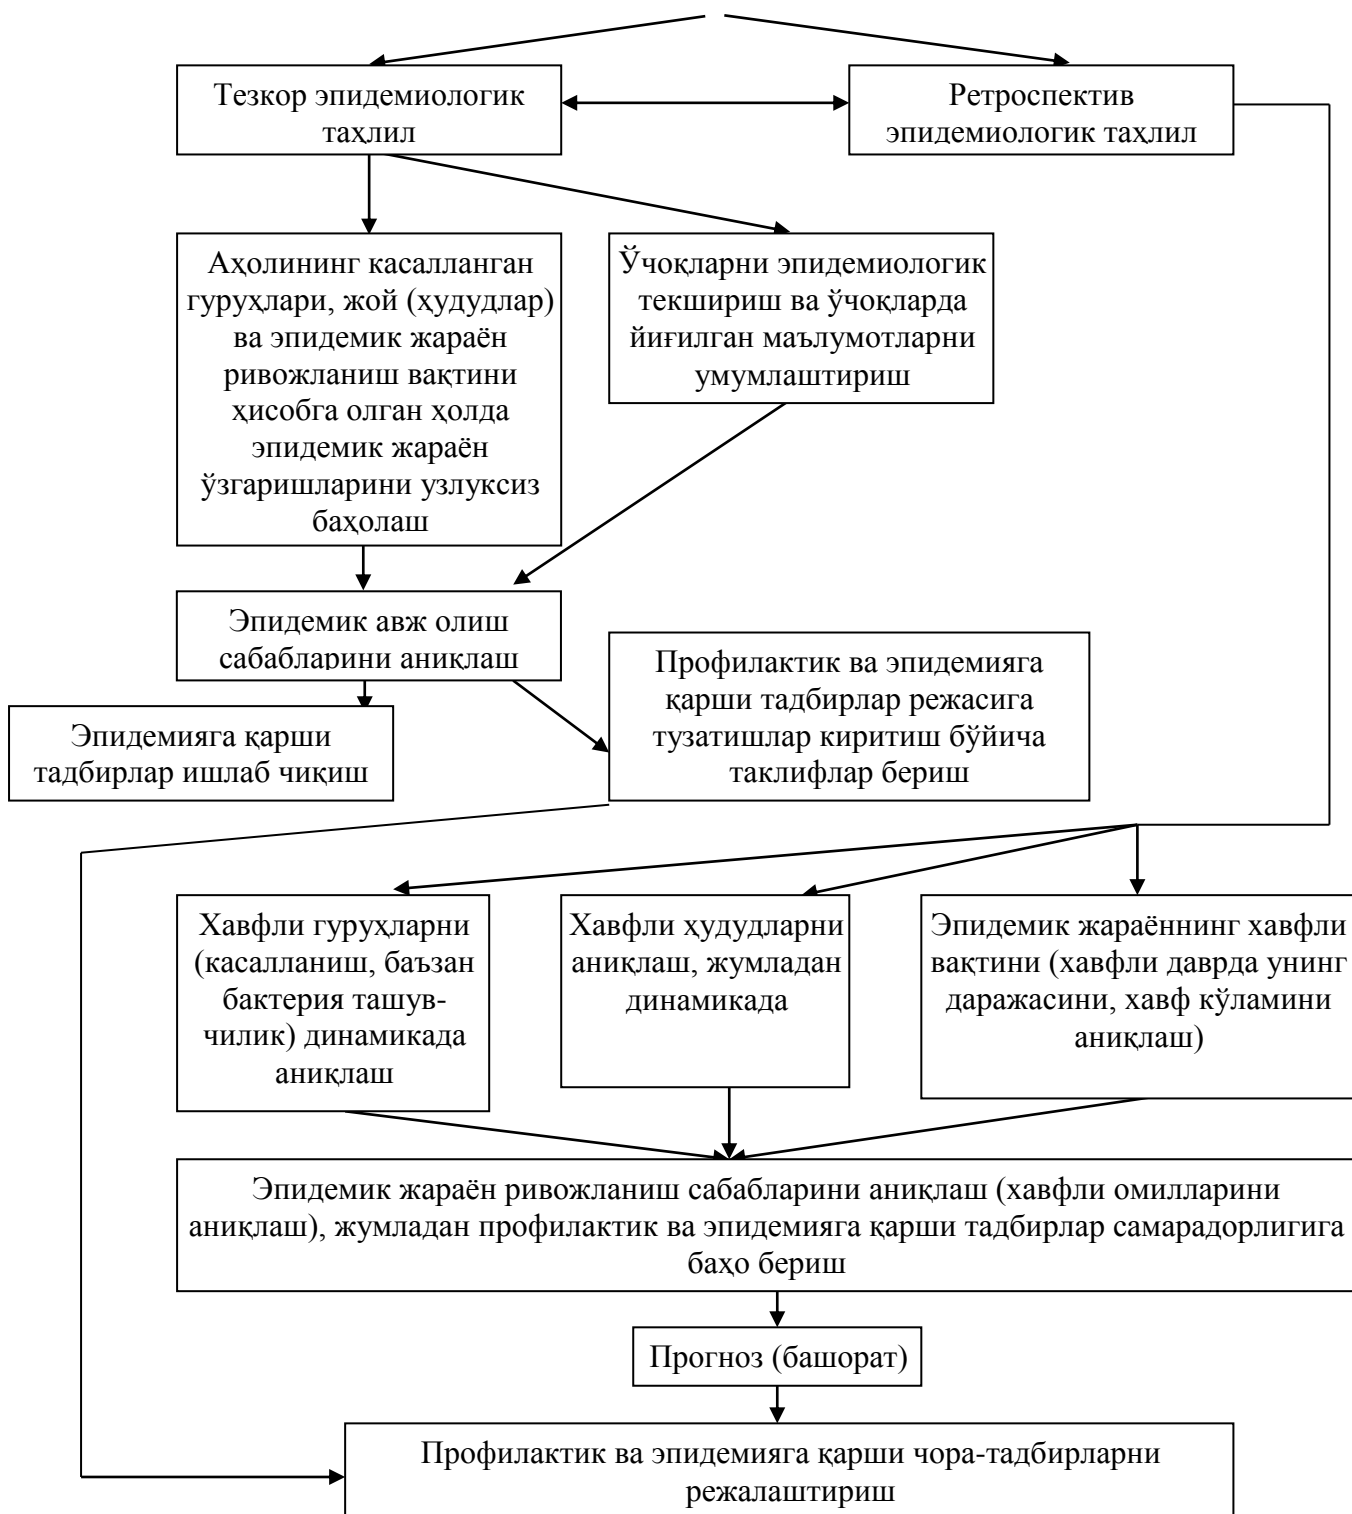 Тезкор эпидемиологик
таҳлил
Ретроспектив
эпидемиологик таҳлил
Аҳолининг касалланган
гуруҳлари, жой (ҳудудлар)
ва эпидемик жараён
ривожланиш вақтини
ҳисобга олган ҳолда
эпидемик жараён
ўзгаришларини узлуксиз
баҳолаш
Ўчоқларни эпидемиологик
текшириш ва ўчоқларда
йиғилган маълумотларни
умумлаштириш
Эпидемик авж олиш
сабабларини аниқлаш
Профилактик ва эпидемияга
қарши тадбирлар режасига
тузатишлар киритиш бўйича
таклифлар бериш
Эпидемияга қарши
тадбирлар ишлаб чиқиш
Хавфли гуруҳларни
(касалланиш, баъзан
бактерия ташув-
чилик) динамикада
аниқлаш
Хавфли ҳудудларни
аниқлаш, жумладан
динамикада
Эпидемик жараённинг хавфли
вақтини (хавфли даврда унинг
даражасини, хавф кўламини
аниқлаш)
Эпидемик жараён ривожланиш сабабларини аниқлаш (хавфли омилларини
аниқлаш), жумладан профилактик ва эпидемияга қарши тадбирлар самарадорлигига
баҳо бериш
Прогноз (башорат)
Профилактик ва эпидемияга қарши чора-тадбирларни
режалаштириш